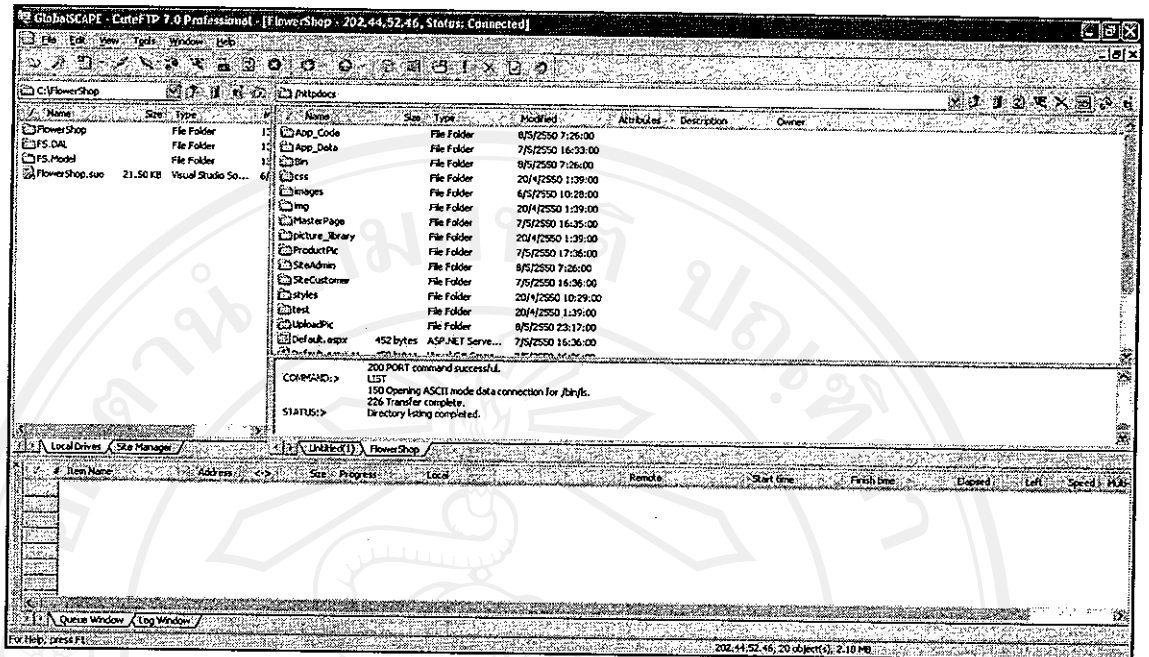 GlobalSCAPE - CuteFTP 7.0 Professional - [FlowerShop - 202.44.52.46, Status: Connected]
File Edit View Tools Window Help
C:\FlowerShop
/httpdocs
Name Size Type
FlowerShop File Folder
FS.DAL File Folder
FS.Model File Folder
FlowerShop.suo 21.50 KB Visual Studio So...
Name Size Type Modified Attributes Description Owner
App_Code File Folder 8/5/2550 7:26:00
App_Data File Folder 7/5/2550 16:33:00
Bin File Folder 8/5/2550 7:26:00
css File Folder 20/4/2550 1:39:00
images File Folder 6/5/2550 10:28:00
img File Folder 20/4/2550 1:39:00
MasterPage File Folder 7/5/2550 16:35:00
picture_library File Folder 20/4/2550 1:39:00
ProductPic File Folder 7/5/2550 17:36:00
SiteAdmin File Folder 8/5/2550 7:26:00
SiteCustomer File Folder 7/5/2550 16:36:00
styles File Folder 20/4/2550 10:29:00
test File Folder 20/4/2550 1:39:00
UploadPic File Folder 8/5/2550 23:17:00
Default.aspx 452 bytes ASP.NET Serve... 7/5/2550 16:36:00
200 PORT command successful.
COMMAND:> LIST
150 Opening ASCII mode data connection for /bin/ls.
226 Transfer complete.
STATUS:> Directory listing completed.
Local Drives Site Manager
Untitled(1) FlowerShop
# Item Name Address <-> Size Progress Local Remote Start time Finish time Elapsed Left Speed
Queue Window Log Window
For Help, press F1
202.44.52.46, 20 object(s), 2.18 MB